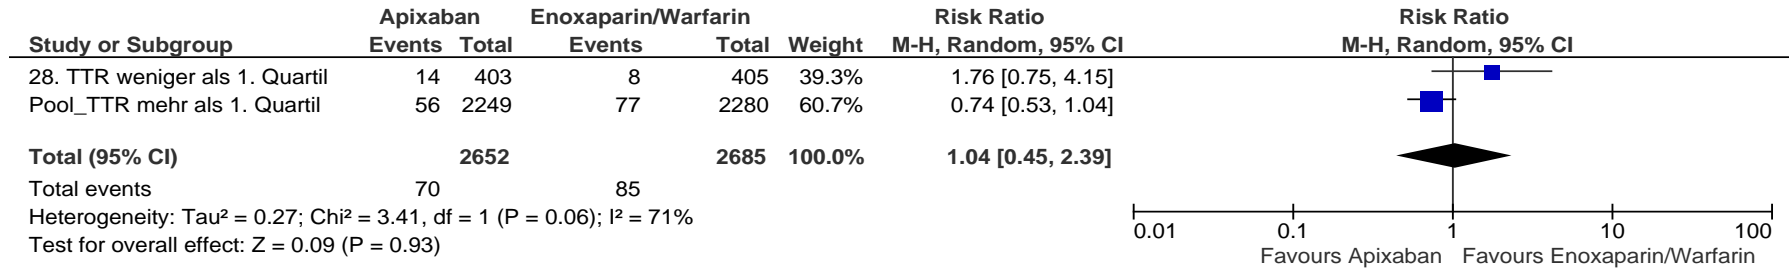 Apixaban Enoxaparin/Warfarin Risk Ratio Risk Ratio
Study or Subgroup Events Total Events Total Weight M-H, Random, 95% CI M-H, Random, 95% CI
28. TTR weniger als 1. Quartil 14 403 8 405 39.3% 1.76 [0.75, 4.15]
Pool_TTR mehr als 1. Quartil 56 2249 77 2280 60.7% 0.74 [0.53, 1.04]
Total (95% CI) 2652 2685 100.0% 1.04 [0.45, 2.39]
Total events 70 85
Heterogeneity: Tau² = 0.27; Chi² = 3.41, df = 1 (P = 0.06); I² = 71%
Test for overall effect: Z = 0.09 (P = 0.93)
0.01 0.1 1 10 100
Favours Apixaban Favours Enoxaparin/Warfarin